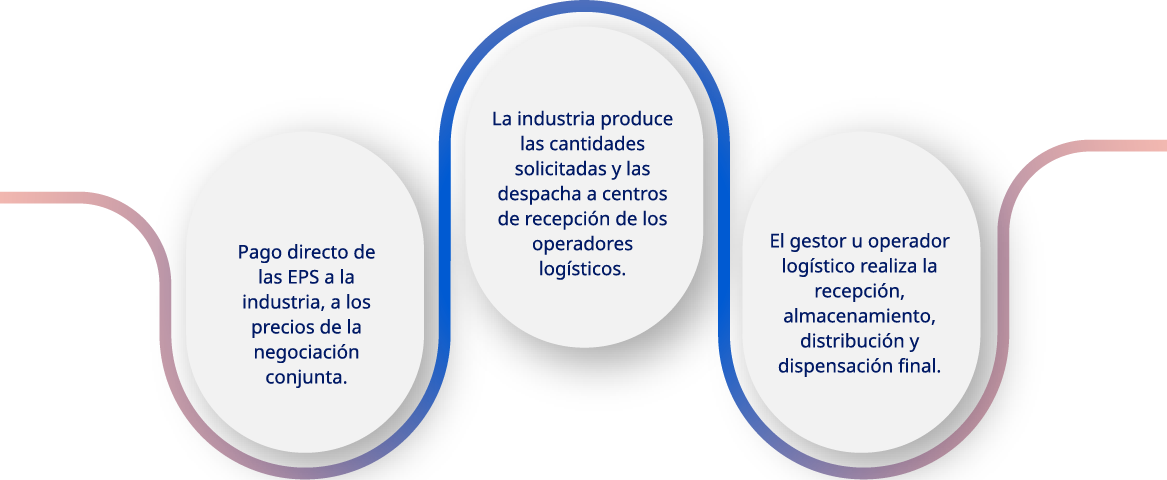 Pago directo de
las EPS a la
industria, a los
precios de la
negociación
conjunta.
La industria produce
las cantidades
solicitadas y las
despacha a centros
de recepción de los
operadores
logísticos.
El gestor u operador
logístico realiza la
recepción,
almacenamiento,
distribución y
dispensación final.